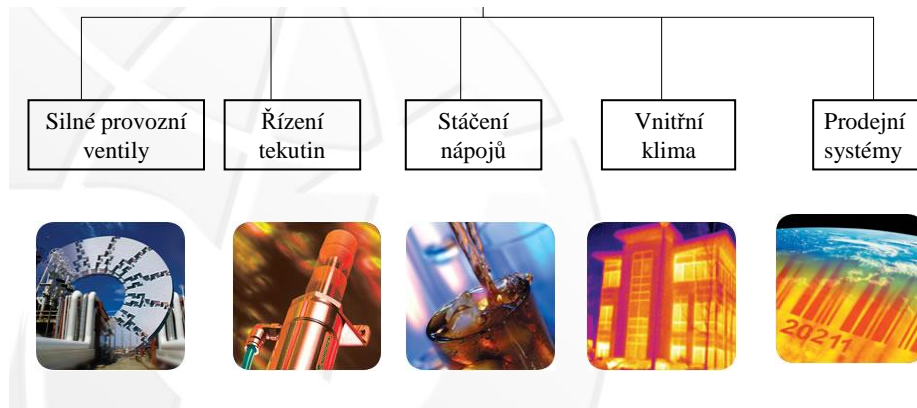 Silné provozní
ventily
Řízení
tekutin
Stáčení
nápojů
Vnitřní
klima
Prodejní
systémy
20211